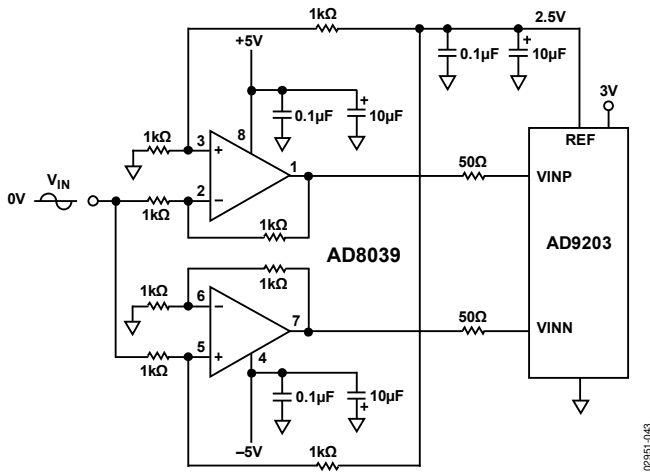 1kΩ
2.5V
+5V
0.1µF
+
10µF
3V
0.1µF
+
10µF
REF
1kΩ
3
8
+
1
50Ω
VINP
0V
VIN
1kΩ
2
–
1kΩ
AD8039
AD9203
1kΩ
1kΩ
6
–
7
50Ω
VINN
1kΩ
5
+
4
0.1µF
10µF
+
–5V
1kΩ
02951-043